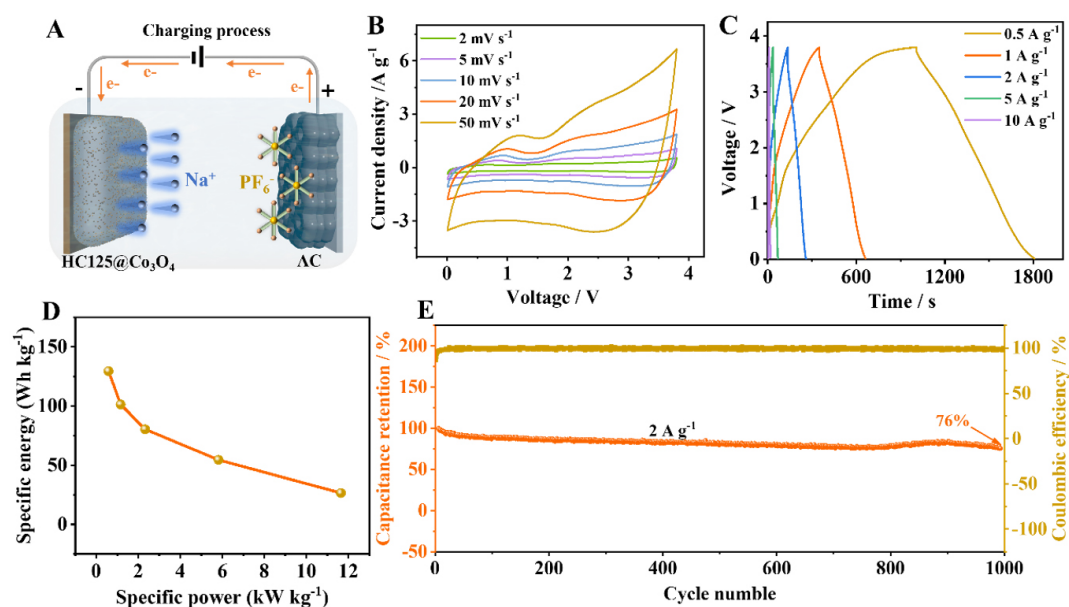 A
Charging process
e-
e-
e-
e-
-
+
Na⁺
PF₆⁻
HC125@Co₃O₄
AC
B
Current density /A g⁻¹
6
3
0
-3
2 mV s⁻¹
5 mV s⁻¹
10 mV s⁻¹
20 mV s⁻¹
50 mV s⁻¹
0
1
2
3
4
Voltage / V
C
Voltage / V
5
4
3
2
1
0
0.5 A g⁻¹
1 A g⁻¹
2 A g⁻¹
5 A g⁻¹
10 A g⁻¹
0
600
1200
1800
Time / s
D
Specific energy (Wh kg⁻¹)
150
100
50
0
0
2
4
6
8
10
12
Specific power (kW kg⁻¹)
E
Capacitance retention / %
200
150
100
50
0
-50
2 A g⁻¹
76%
100
50
0
-50
-100
Coulombic efficiency / %
0
200
400
600
800
1000
Cycle numble